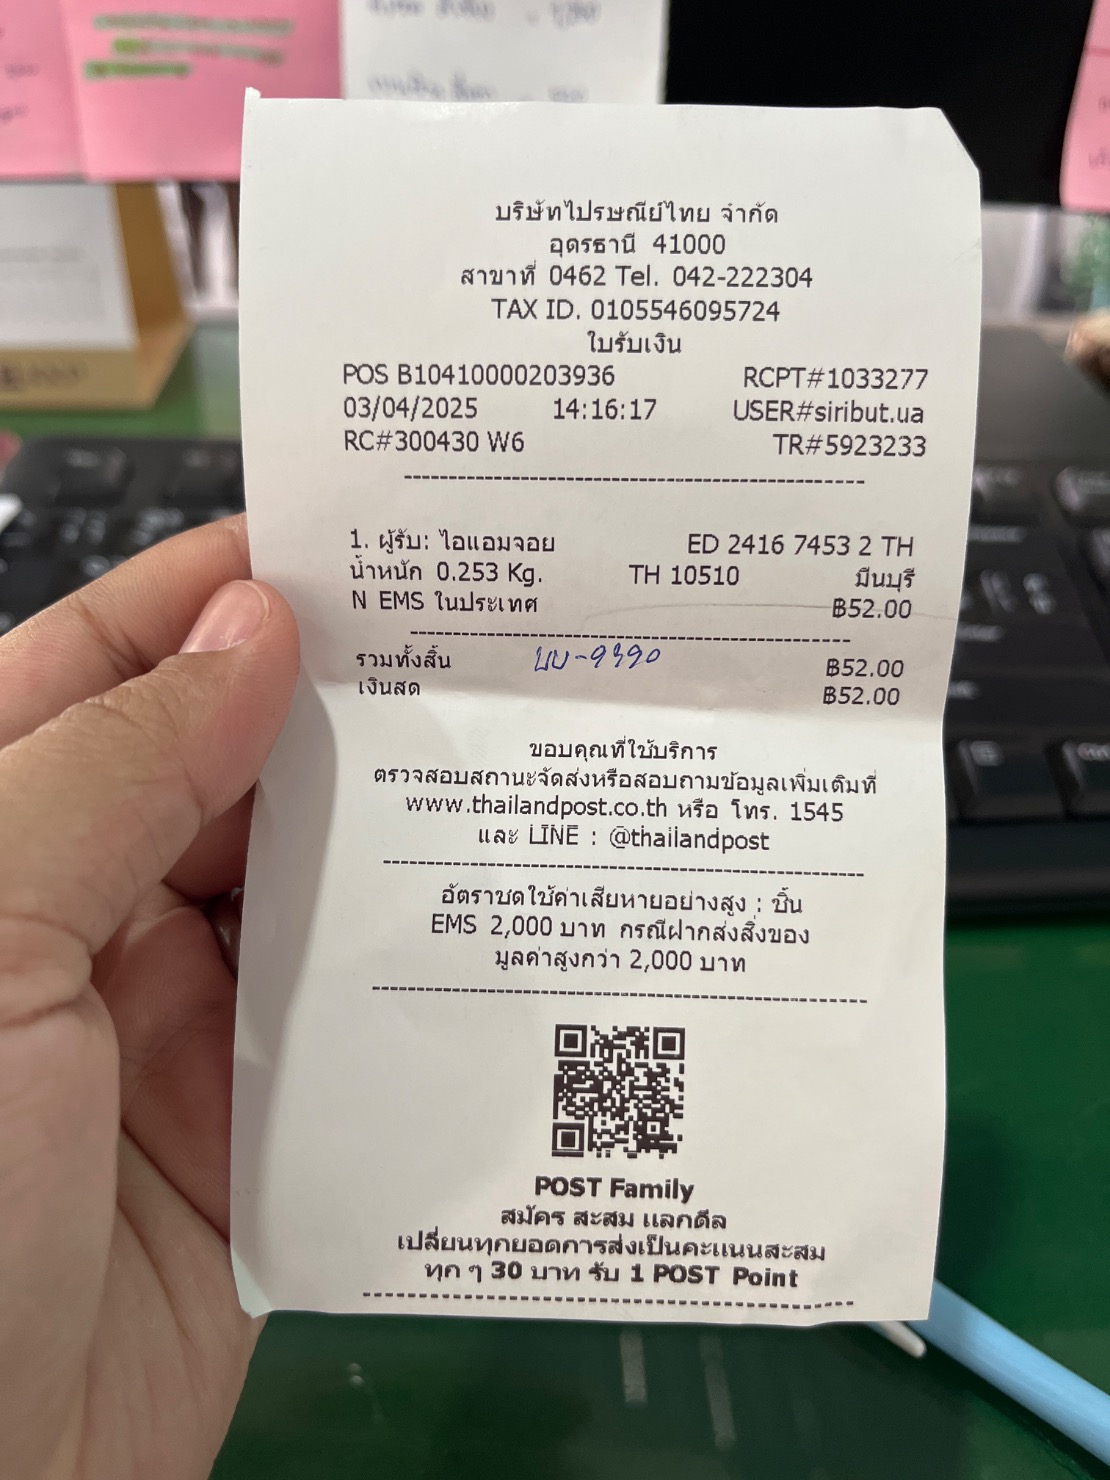 บริษัทไปรษณีย์ไทย จำกัด
อุดรธานี 41000
สาขาที่ 0462 Tel. 042-222304
TAX ID. 0105546095724
ใบรับเงิน
POS B10410000203936 RCPT#1033277
03/04/2025 14:16:17 USER#siribut.ua
RC#300430 W6 TR#5923233
1. ผู้รับ: ไอแอมจอย ED 2416 7453 2 TH
น้ำหนัก 0.253 Kg. TH 10510 มีนบุรี
N EMS ในประเทศ ฿52.00
รวมทั้งสิ้น ฿52.00
เงินสด ฿52.00
ขอบคุณที่ใช้บริการ
ตรวจสอบสถานะจัดส่งหรือสอบถามข้อมูลเพิ่มเติมที่
www.thailandpost.co.th หรือ โทร. 1545
และ LINE : @thailandpost
อัตราชดใช้ค่าเสียหายอย่างสูง : ชิ้น
EMS 2,000 บาท กรณีฝากส่งสิ่งของ
มูลค่าสูงกว่า 2,000 บาท
POST Family
สมัคร สะสม แลกดีล
เปลี่ยนทุกยอดการส่งเป็นคะแนนสะสม
ทุก ๆ 30 บาท รับ 1 POST Point